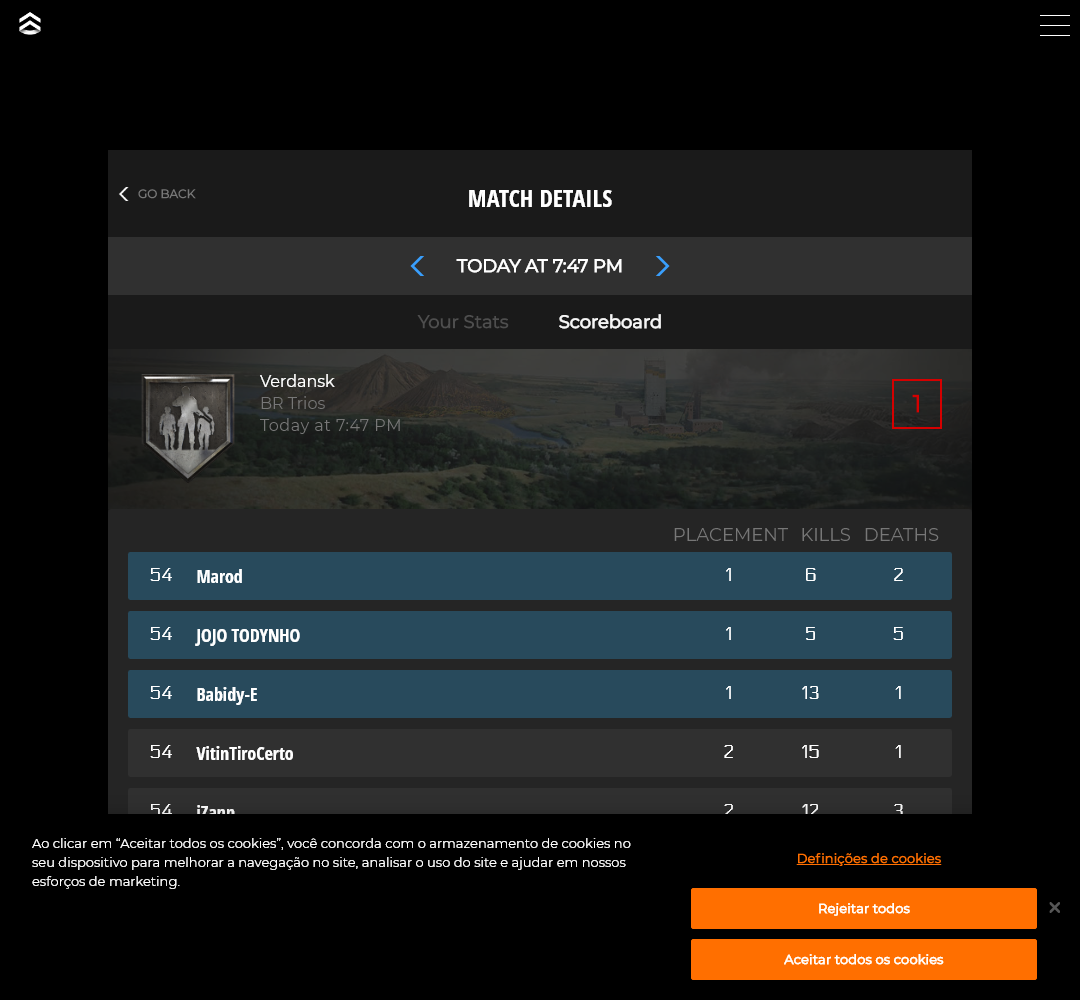 GO BACK
MATCH DETAILS
TODAY AT 7:47 PM
Your Stats Scoreboard
Verdansk
BR Trios
Today at 7:47 PM
1
PLACEMENT KILLS DEATHS
54 Marod 1 6 2
54 JOJO TODYNHO 1 5 5
54 Babidy-E 1 13 1
54 VitinTiroCerto 2 15 1
54 2 12 3
Ao clicar em “Aceitar todos os cookies”, você concorda com o armazenamento de cookies no
seu dispositivo para melhorar a navegação no site, analisar o uso do site e ajudar em nossos
esforços de marketing.
Definições de cookies
Rejeitar todos
Aceitar todos os cookies